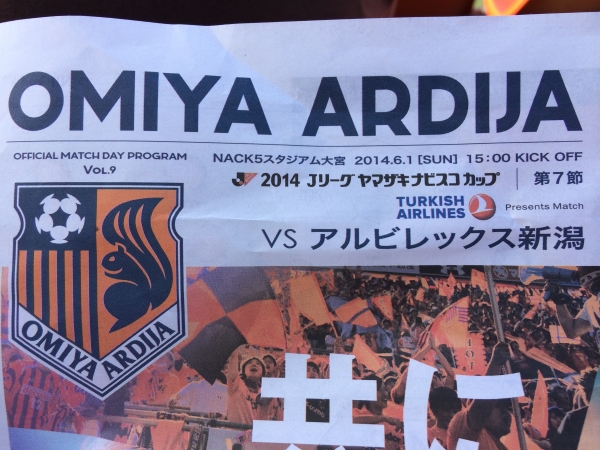 OMIYA ARDIJA
OFFICIAL MATCH DAY PROGRAM
VOL.9
NACK5スタジアム大宮 2014.6.1 [SUN] 15:00 KICK OFF
2014 Jリーグ ヤマザキナビスコ カップ 第7節
TURKISH
AIRLINES
Presents Match
VS アルビレックス新潟
OMIYA ARDIJA
共に